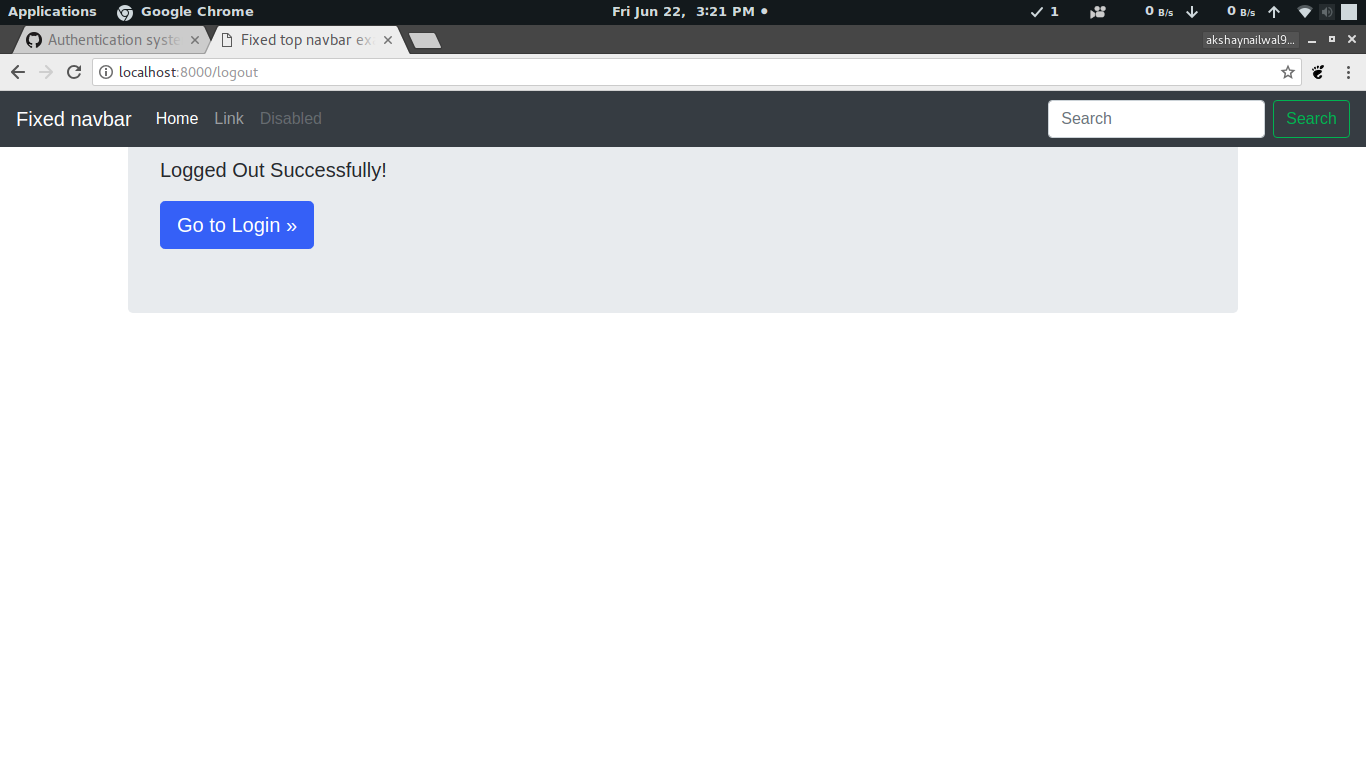 Applications Google Chrome Fri Jun 22, 3:21 PM 1 0 B/s 0 B/s
Authentication syste Fixed top navbar ex akshaynailwal9...
localhost:8000/logout
Fixed navbar Home Link Disabled Search Search
Logged Out Successfully!
Go to Login »